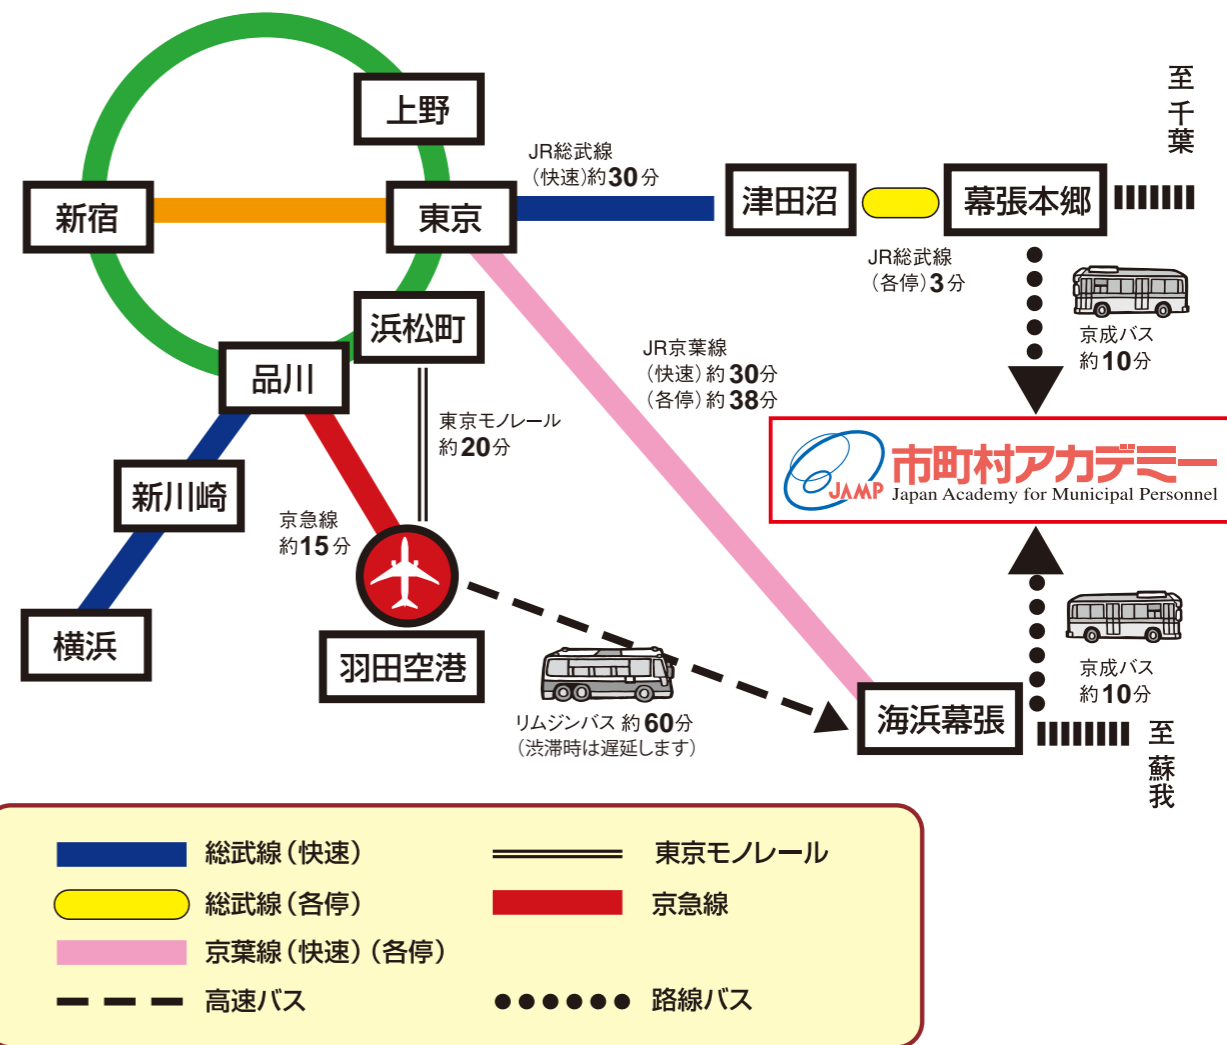 上野
至千葉
JR総武線
(快速)約30分
新宿
東京
津田沼
幕張本郷
JR総武線
(各停)3分
浜松町
京成バス
約10分
JR京葉線
(快速)約30分
(各停)約38分
品川
東京モノレール
約20分
JAMP
市町村アカデミー
Japan Academy for Municipal Personnel
新川崎
京急線
約15分
横浜
羽田空港
リムジンバス 約60分
(渋滞時は遅延します)
京成バス
約10分
海浜幕張
至蘇我
総武線(快速)
東京モノレール
総武線(各停)
京急線
京葉線(快速)(各停)
高速バス
路線バス